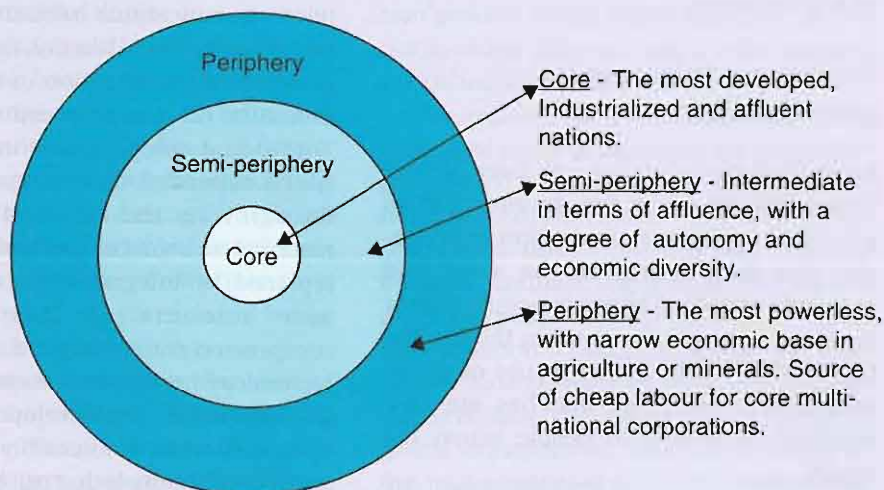 Periphery
Semi-periphery
Core
Core - The most developed,
Industrialized and affluent
nations.
Semi-periphery - Intermediate
in terms of affluence, with a
degree of autonomy and
economic diversity.
Periphery - The most powerless,
with narrow economic base in
agriculture or minerals. Source
of cheap labour for core multi-
national corporations.